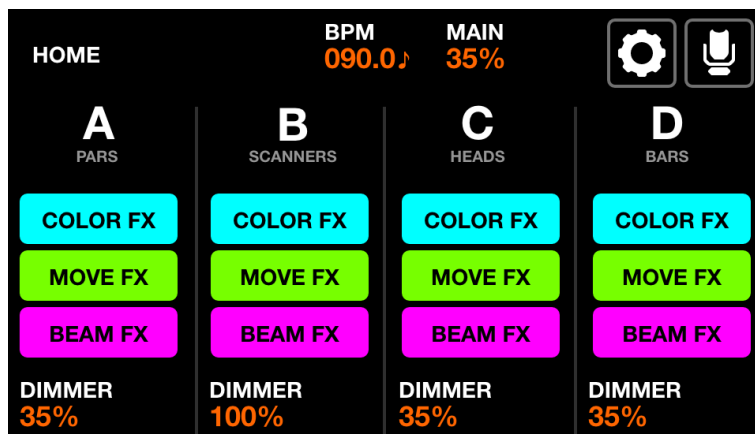 HOME
BPM
090.0♪
MAIN
35%
A
PARS
COLOR FX
MOVE FX
BEAM FX
DIMMER
35%
B
SCANNERS
COLOR FX
MOVE FX
BEAM FX
DIMMER
100%
C
HEADS
COLOR FX
MOVE FX
BEAM FX
DIMMER
35%
D
BARS
COLOR FX
MOVE FX
BEAM FX
DIMMER
35%